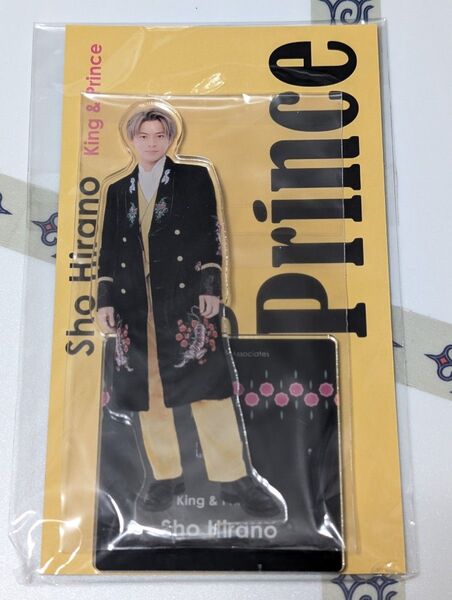 Sho Hirano
King & Prince
Prince
Associates
King &
Sho Hirano